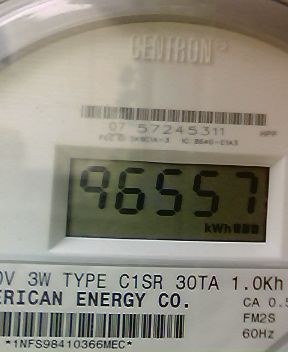 CENTRON®
07 57245311 HPP
96557
kWh
0V 3W TYPE C1SR 30TA 1.0Kh
ERICAN ENERGY CO.
CA 0.5
FM2S
60Hz
*1NFS98410366MEC*